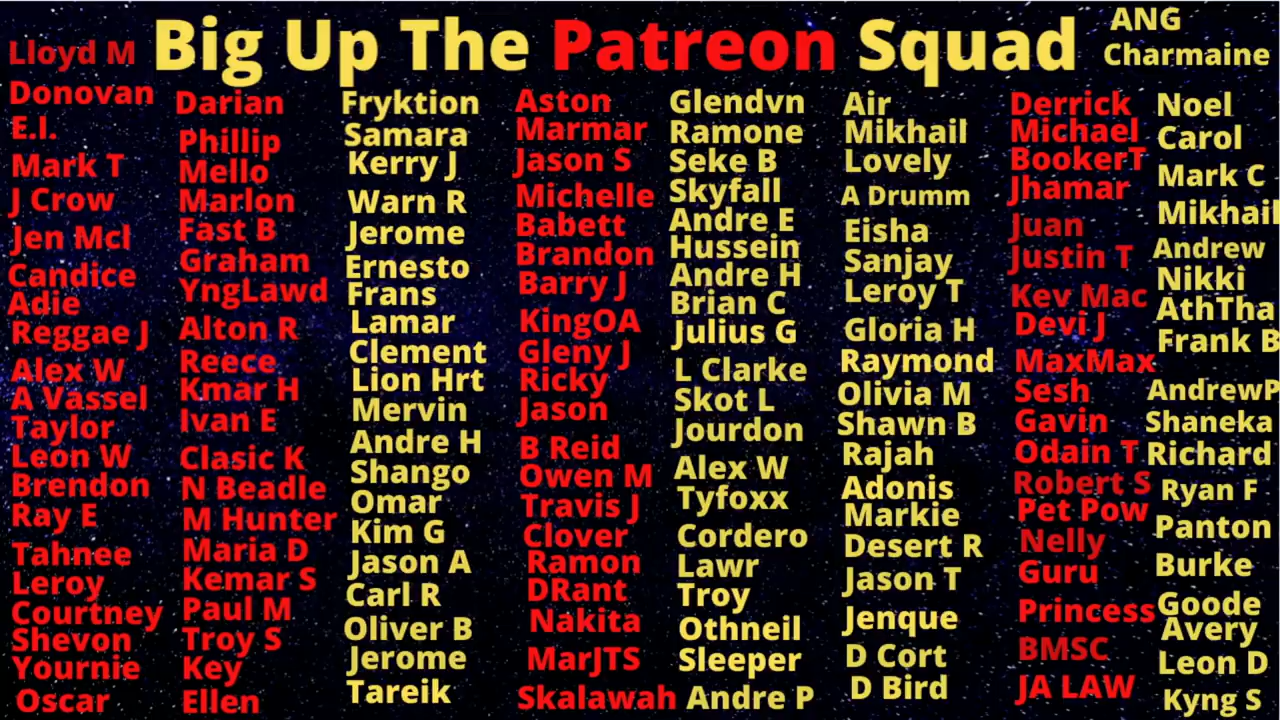 Big Up The Patreon Squad
ANG
Charmaine
Lloyd M
Donovan
E.I.
Mark T
J Crow
Jen Mcl
Candice
Adie
Reggae J
Alex W
A Vassel
Taylor
Leon W
Brendon
Ray E
Tahnee
Leroy
Courtney
Shevon
Yournie
Oscar
Darian
Phillip
Mello
Marlon
Fast B
Graham
YngLawd
Alton R
Reece
Kmar H
Ivan E
Clasic K
N Beadle
M Hunter
Maria D
Kemar S
Paul M
Troy S
Key
Ellen
Fryktion
Samara
Kerry J
Warn R
Jerome
Ernesto
Frans
Lamar
Clement
Lion Hrt
Mervin
Andre H
Shango
Omar
Kim G
Jason A
Carl R
Oliver B
Jerome
Tareik
Aston
Marmar
Jason S
Michelle
Babett
Brandon
Barry J
KingOA
Gleny J
Ricky
Jason
B Reid
Owen M
Travis J
Clover
Ramon
DRant
Nakita
MarJTS
Skalawah
Glendvn
Ramone
Seke B
Skyfall
Andre E
Hussein
Andre H
Brian C
Julius G
L Clarke
Skot L
Jourdon
Alex W
Tyfoxx
Cordero
Lawr
Troy
Othneil
Sleeper
Andre P
Air
Mikhail
Lovely
A Drumm
Eisha
Sanjay
Leroy T
Gloria H
Raymond
Olivia M
Shawn B
Rajah
Adonis
Markie
Desert R
Jason T
Jenque
D Cort
D Bird
Derrick
Michael
BookerT
Jhamar
Juan
Justin T
Kev Mac
Devi J
MaxMax
Sesh
Gavin
Odain T
Robert S
Pet Pow
Nelly
Guru
Princess
BMSC
JA LAW
Noel
Carol
Mark C
Mikhail
Andrew
Nikki
AthTha
Frank B
AndrewP
Shaneka
Richard
Ryan F
Panton
Burke
Goode
Avery
Leon D
Kyng S